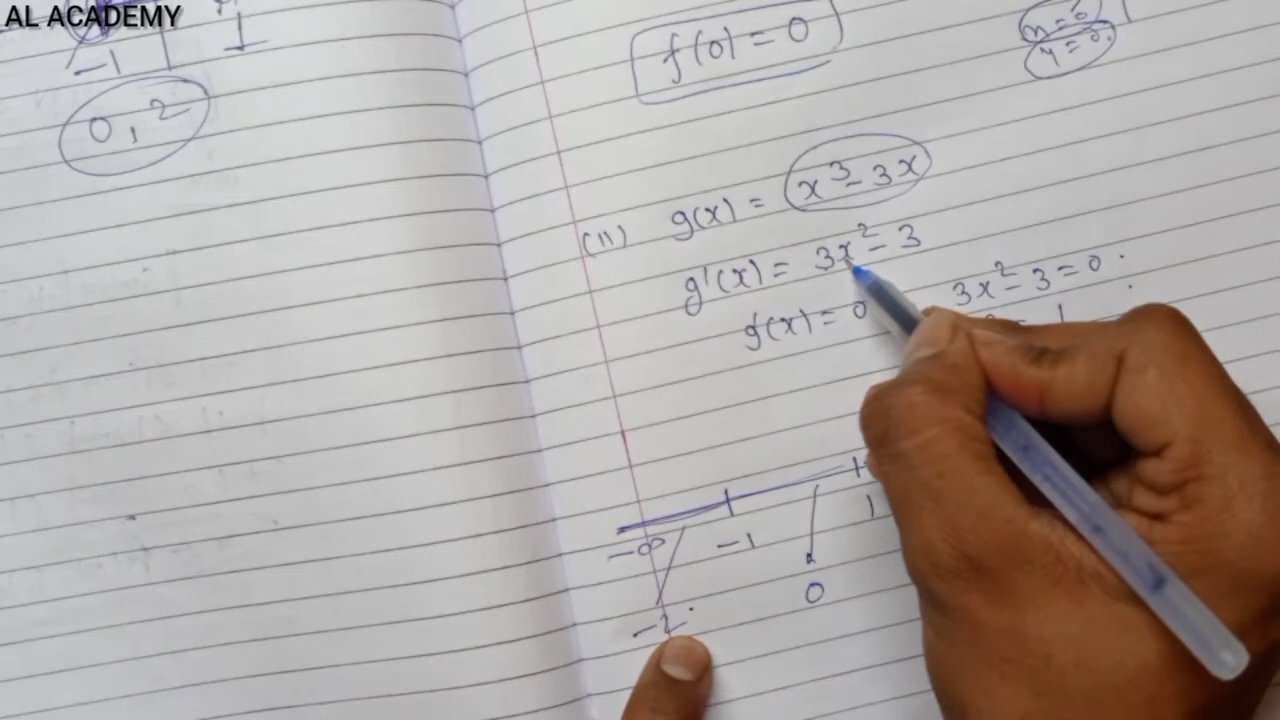 AL ACADEMY
-1
0, 2
f(0) = 0
(11) g(x) = x³ - 3x
g'(x) = 3x² - 3
g'(x) = 0 3x² - 3 = 0.
= 1
-∞ -1 1
-2. 0